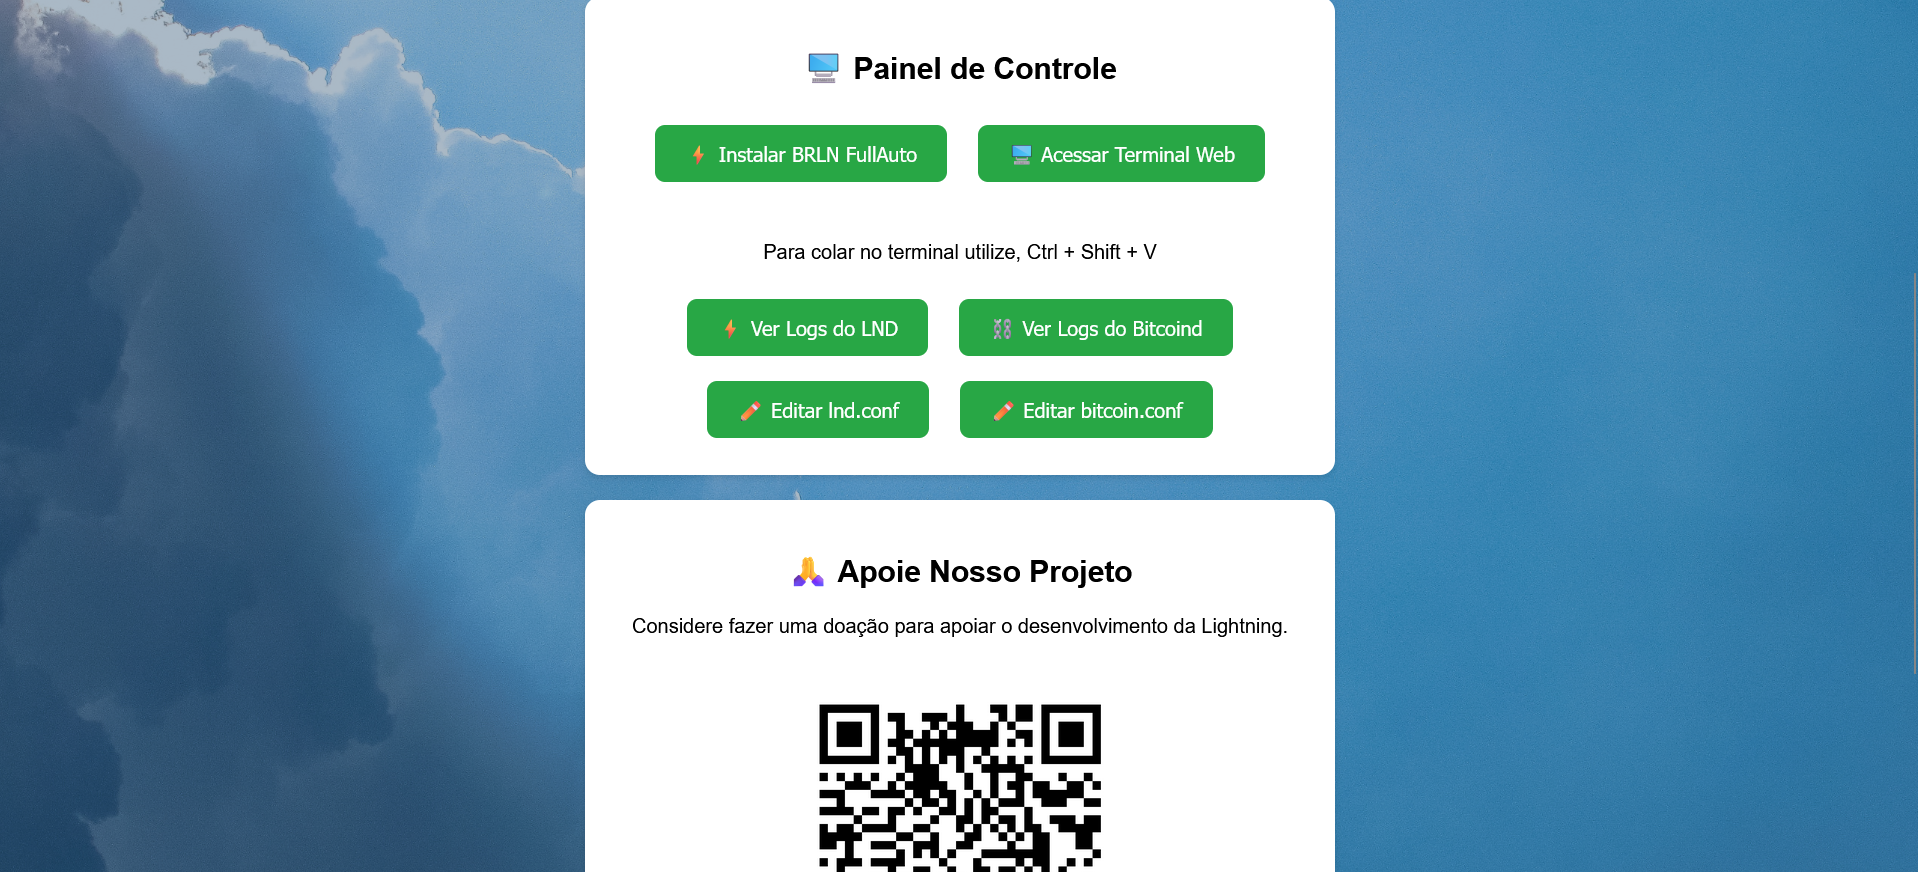 Painel de Controle
Instalar BRLN FullAuto
Acessar Terminal Web
Para colar no terminal utilize, Ctrl + Shift + V
Ver Logs do LND
Ver Logs do Bitcoind
Editar lnd.conf
Editar bitcoin.conf
Apoie Nosso Projeto
Considere fazer uma doação para apoiar o desenvolvimento da Lightning.